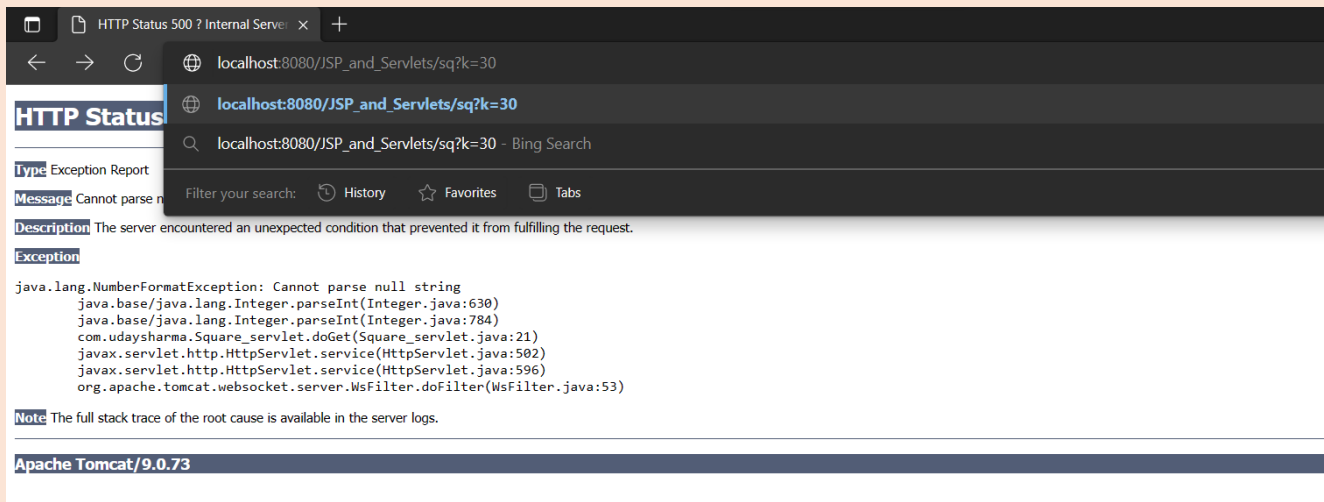 HTTP Status 500 ? Internal Server
localhost:8080/JSP_and_Servlets/sq?k=30
localhost:8080/JSP_and_Servlets/sq?k=30
HTTP Status
localhost:8080/JSP_and_Servlets/sq?k=30 - Bing Search
Type Exception Report
Filter your search: History Favorites Tabs
Message Cannot parse n
Description The server encountered an unexpected condition that prevented it from fulfilling the request.
Exception
java.lang.NumberFormatException: Cannot parse null string
java.base/java.lang.Integer.parseInt(Integer.java:630)
java.base/java.lang.Integer.parseInt(Integer.java:784)
com.udaysharma.Square_servlet.doGet(Square_servlet.java:21)
javax.servlet.http.HttpServlet.service(HttpServlet.java:502)
javax.servlet.http.HttpServlet.service(HttpServlet.java:596)
org.apache.tomcat.websocket.server.WsFilter.doFilter(WsFilter.java:53)
Note The full stack trace of the root cause is available in the server logs.
Apache Tomcat/9.0.73